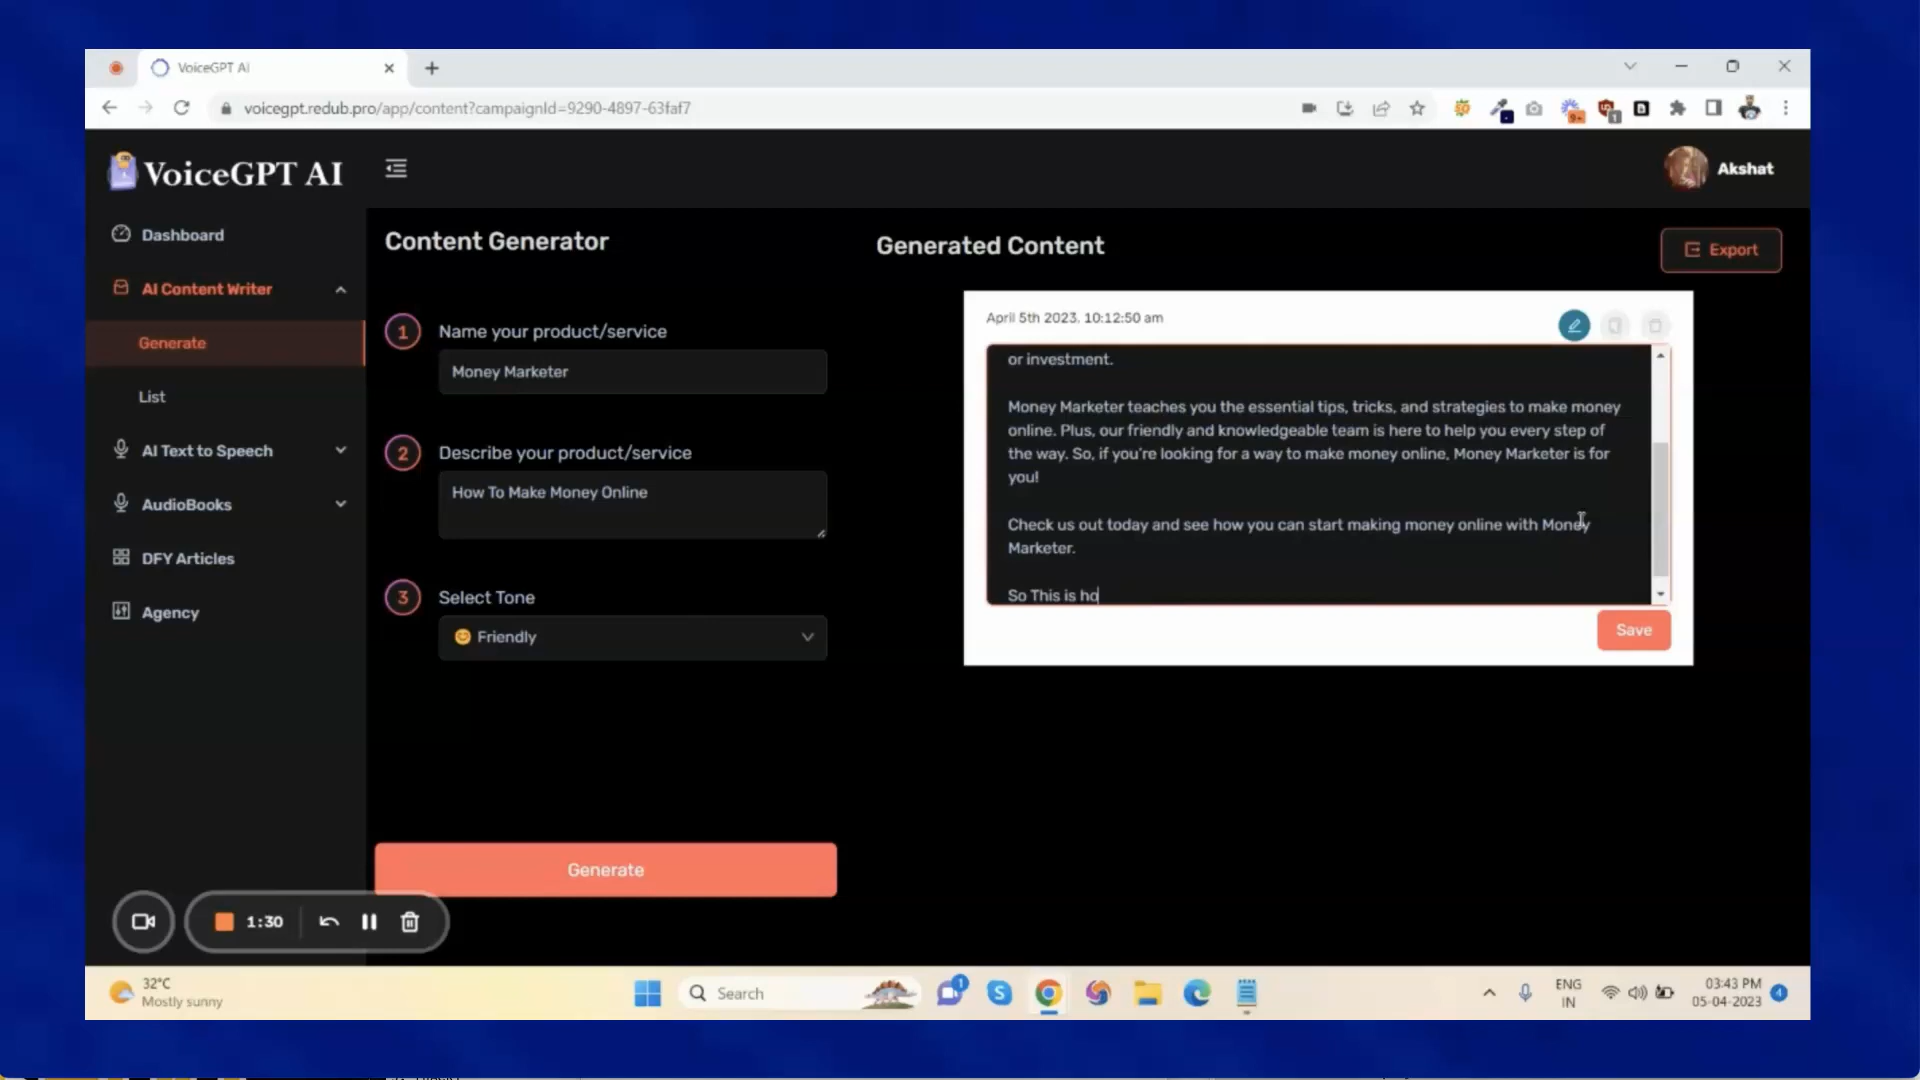 VoiceGPT AI
voicegpt.redub.pro/app/content?campaignId=9290-4897-63faf7
9+
1
VoiceGPT AI
Akshat
Dashboard
AI Content Writer
Generate
List
AI Text to Speech
AudioBooks
DFY Articles
Agency
Content Generator
1 Name your product/service
Money Marketer
2 Describe your product/service
How To Make Money Online
3 Select Tone
Friendly
Generate
Generated Content
Export
April 5th 2023, 10:12:50 am
or investment.
Money Marketer teaches you the essential tips, tricks, and strategies to make money
online. Plus, our friendly and knowledgeable team is here to help you every step of
the way. So, if you're looking for a way to make money online, Money Marketer is for
you!
Check us out today and see how you can start making money online with Money
Marketer.
So This is ho
Save
1:30
32°C
Mostly sunny
Search
1
ENG
IN
03:43 PM
05-04-2023
4